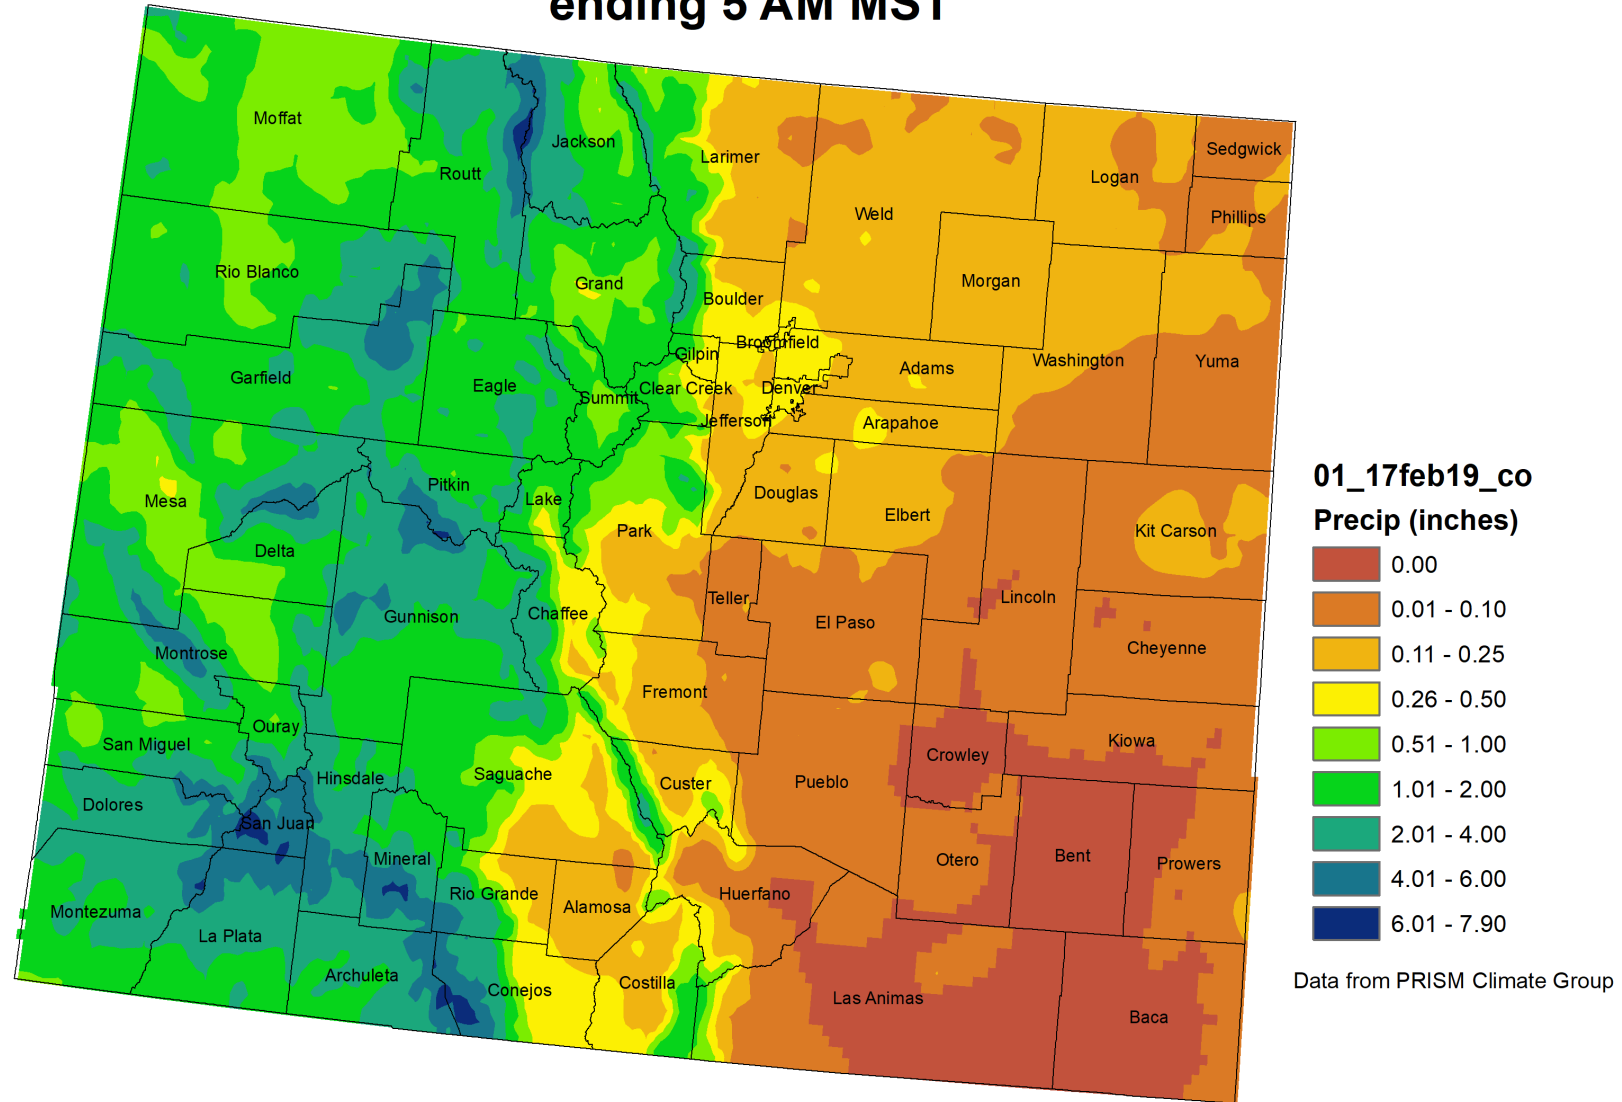 ending 5 AM MST
Moffat
Jackson
Larimer
Sedgwick
Routt
Logan
Weld
Phillips
Rio Blanco
Grand
Morgan
Boulder
Broomfield
Gilpin
Washington
Yuma
Garfield
Eagle
Summit
Clear Creek
Denver
Adams
Jefferson
Arapahoe
Mesa
Pitkin
Lake
Douglas
Elbert
Park
Kit Carson
Delta
Gunnison
Chaffee
Teller
El Paso
Lincoln
Montrose
Cheyenne
Fremont
Ouray
San Miguel
Hinsdale
Saguache
Custer
Pueblo
Crowley
Kiowa
Dolores
San Juan
Mineral
Rio Grande
Alamosa
Huerfano
Otero
Bent
Prowers
Montezuma
La Plata
Archuleta
Conejos
Costilla
Las Animas
Baca
01_17feb19_co
Precip (inches)
0.00
0.01 - 0.10
0.11 - 0.25
0.26 - 0.50
0.51 - 1.00
1.01 - 2.00
2.01 - 4.00
4.01 - 6.00
6.01 - 7.90
Data from PRISM Climate Group